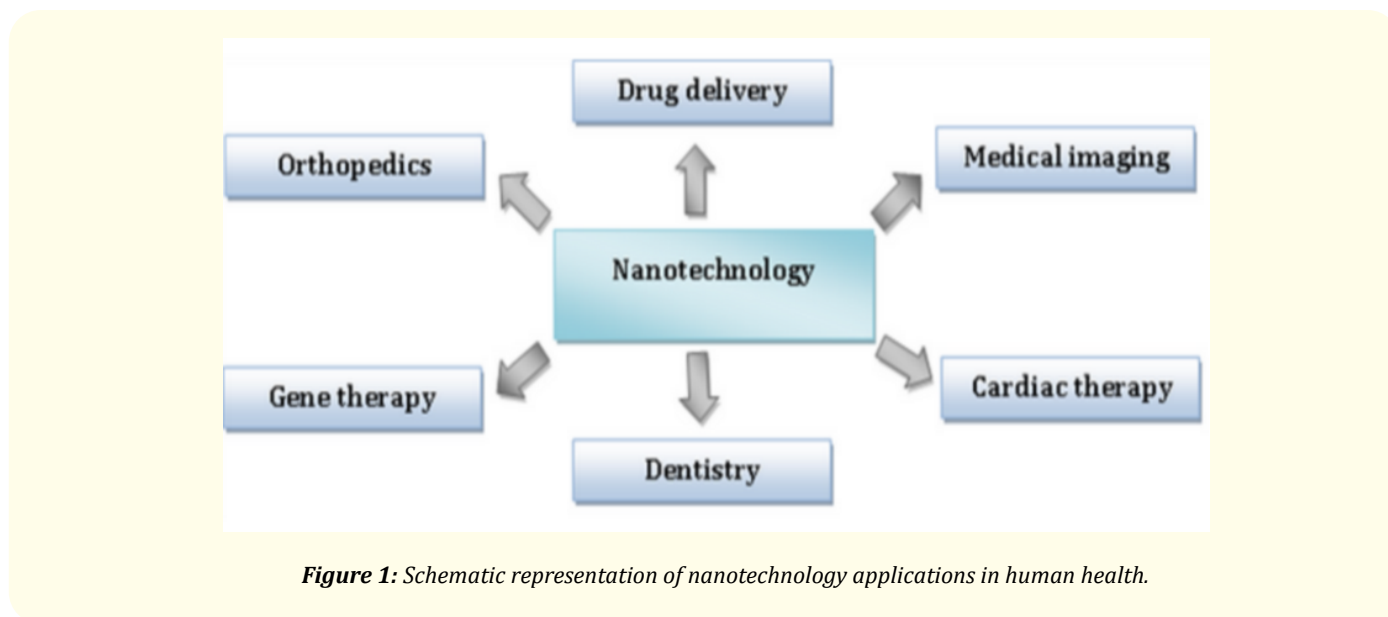 Drug delivery
Orthopedics
Medical imaging
Nanotechnology
Gene therapy
Cardiac therapy
Dentistry
Figure 1: Schematic representation of nanotechnology applications in human health.